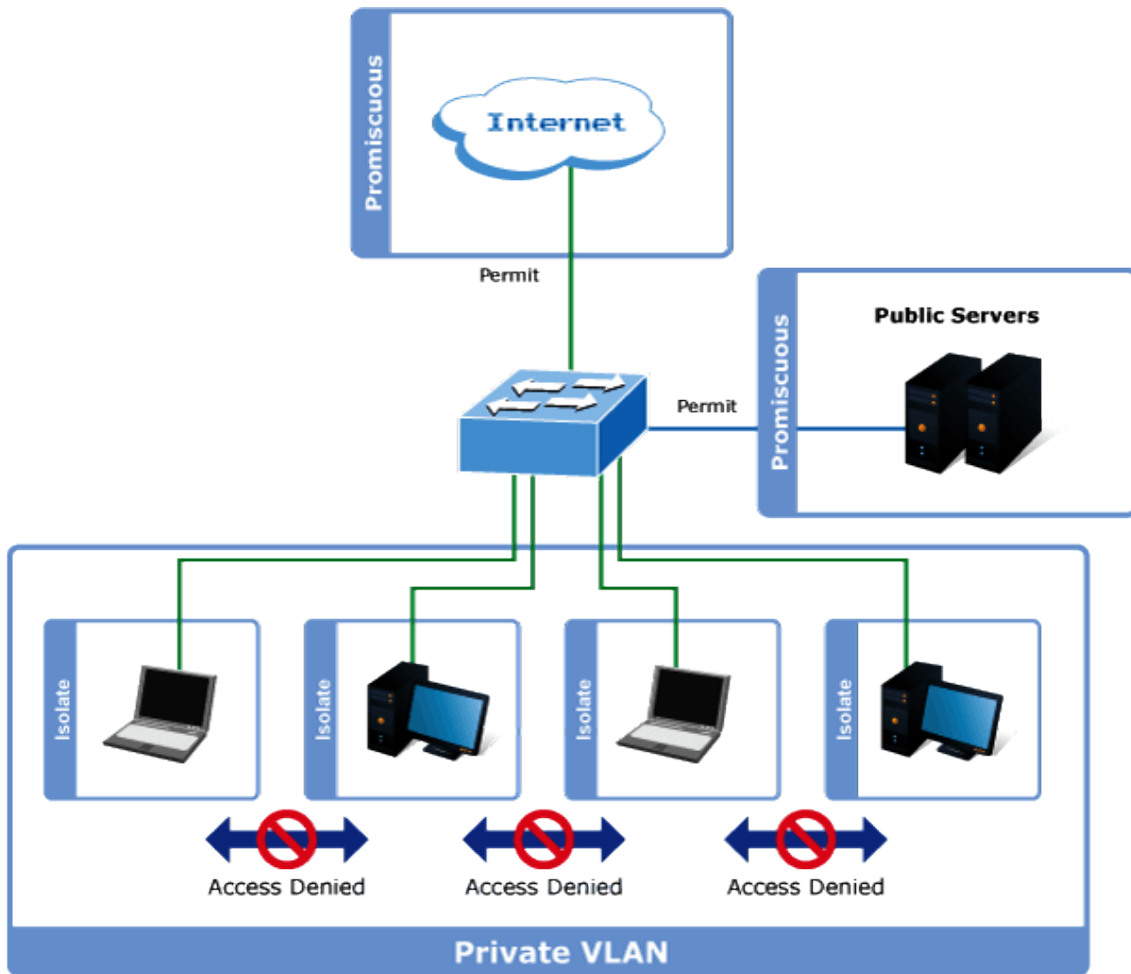 Promiscuous
Internet
Permit
Promiscuous
Public Servers
Permit
Isolate
Isolate
Isolate
Isolate
Access Denied
Access Denied
Access Denied
Private VLAN